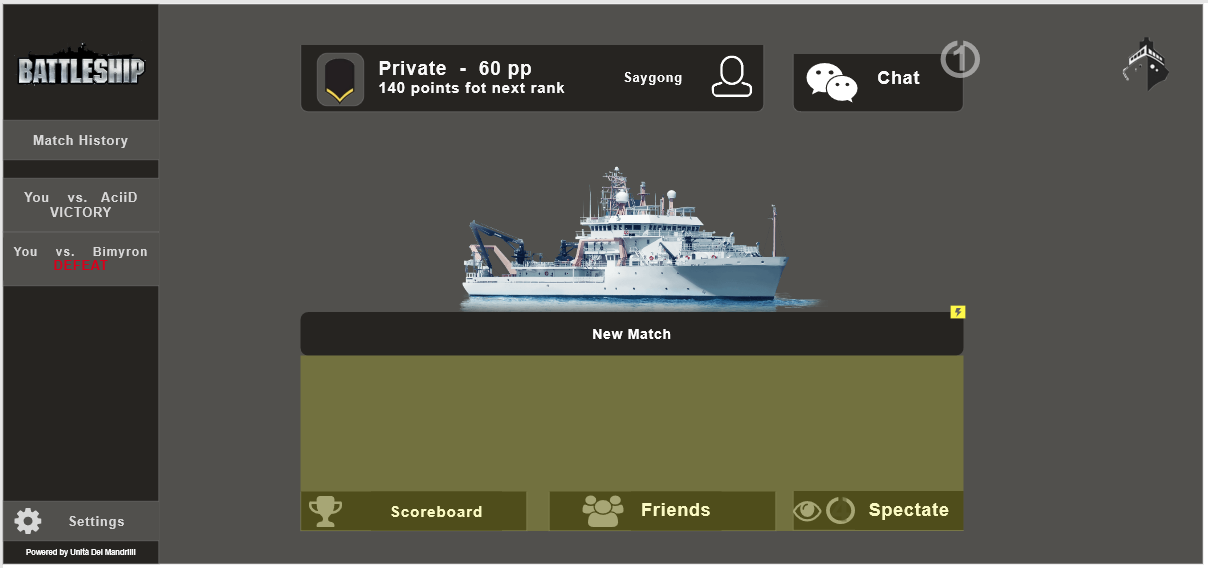 BATTLESHIP
Match History
You vs. AciiD
VICTORY
You vs. Bimyron
DEFEAT
Settings
Powered by Unità Dei Mandrilli
Private - 60 pp
140 points fot next rank
Saygong
Chat
1
New Match
Scoreboard
Friends
Spectate